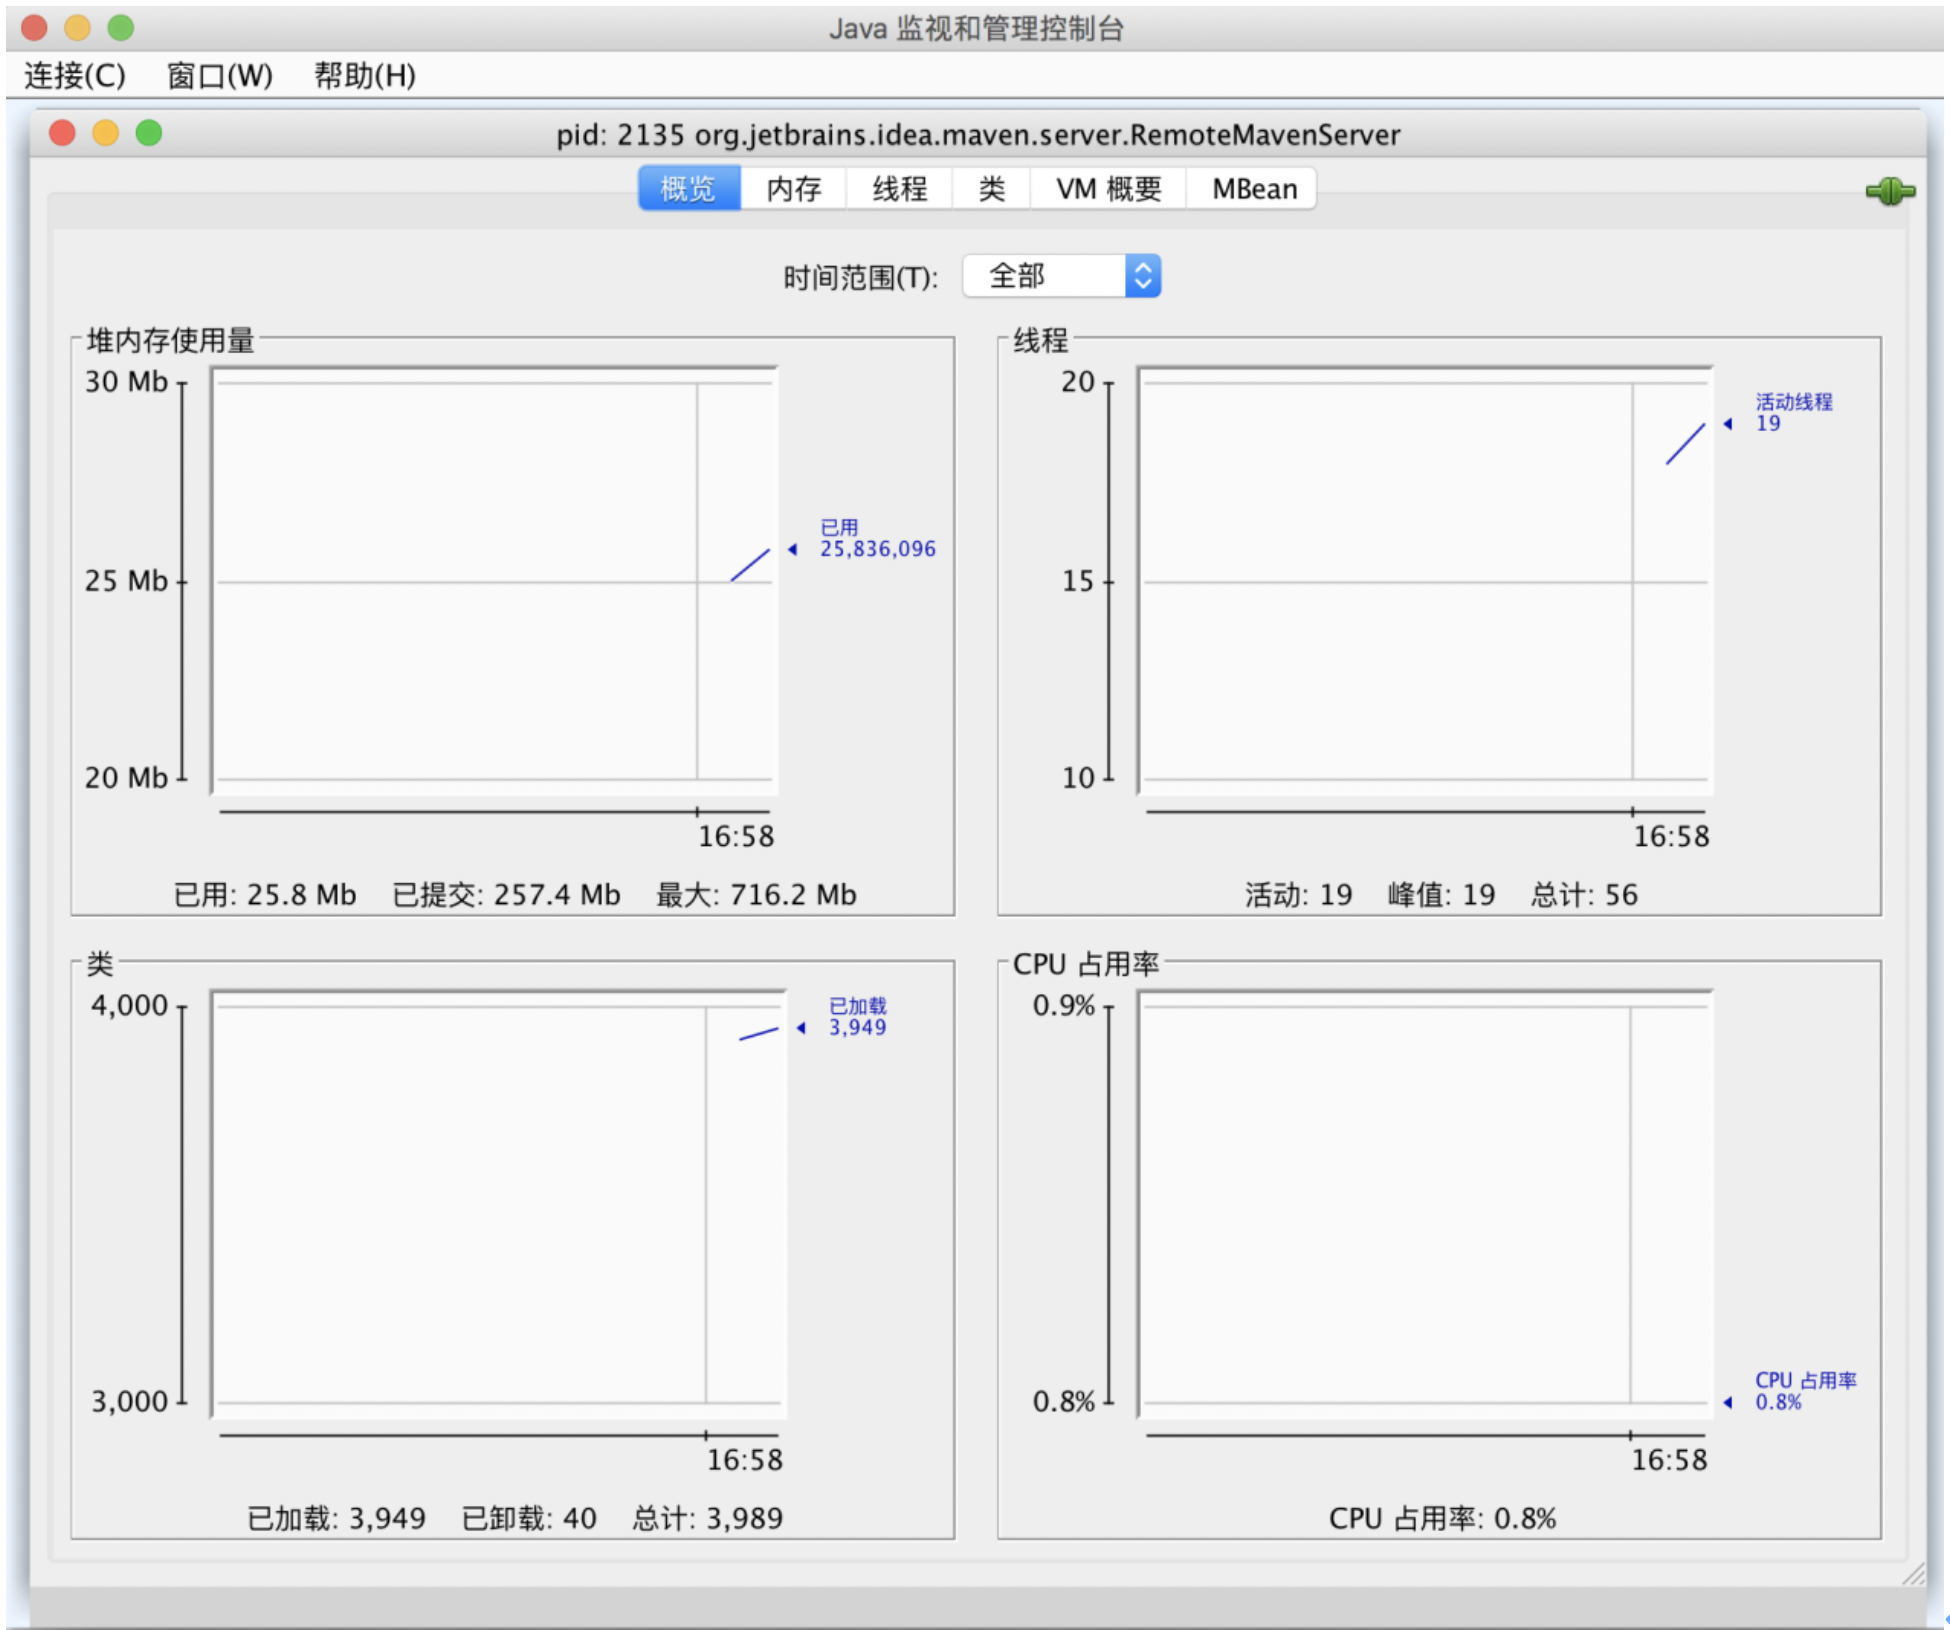 Java 监视和管理控制台
连接(C) 窗口(W) 帮助(H)
pid: 2135 org.jetbrains.idea.maven.server.RemoteMavenServer
概览 内存 线程 类 VM 概要 MBean
时间范围(T): 全部
堆内存使用量
30 Mb
25 Mb
20 Mb
已用
25,836,096
16:58
已用: 25.8 Mb 已提交: 257.4 Mb 最大: 716.2 Mb
线程
20
15
10
活动线程
19
16:58
活动: 19 峰值: 19 总计: 56
类
4,000
3,000
已加载
3,949
16:58
已加载: 3,949 已卸载: 40 总计: 3,989
CPU 占用率
0.9%
0.8%
CPU 占用率
0.8%
16:58
CPU 占用率: 0.8%